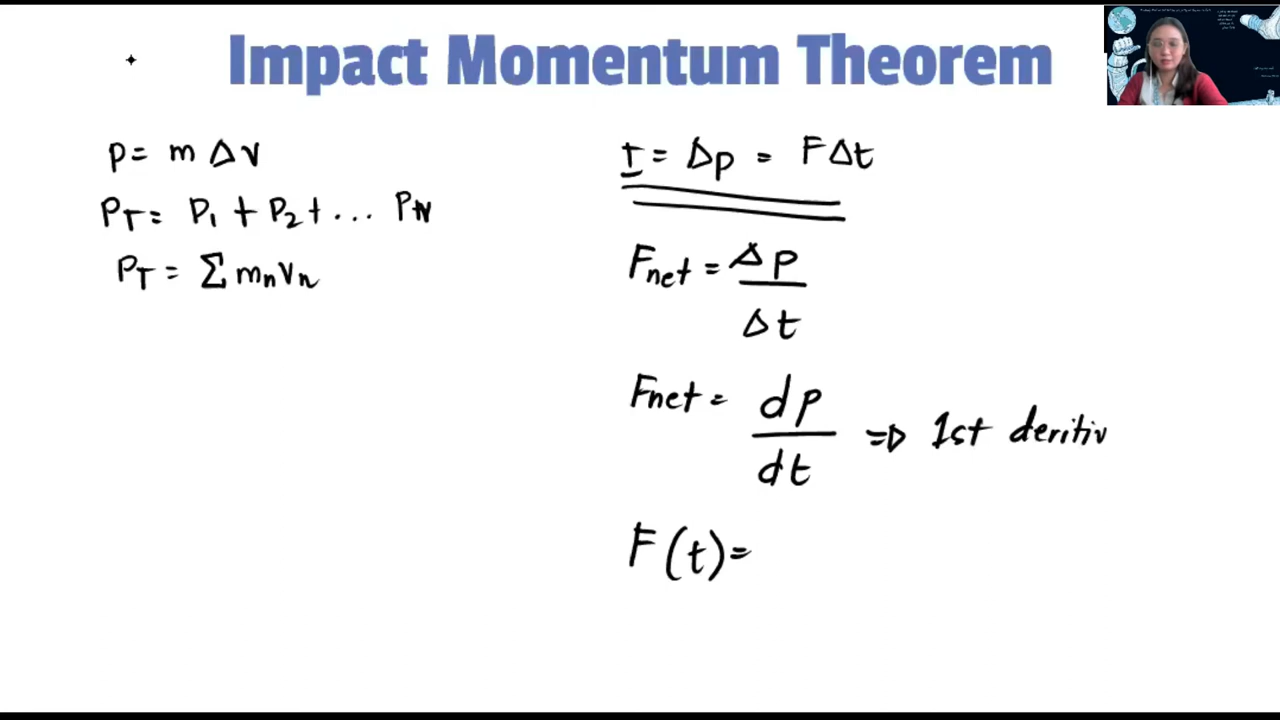 Impact Momentum Theorem
p = m Δv
PT = P1 + P2 + ... PN
PT = Σ mnvn
I = Δp = FΔt
Fnet = Δp / Δt
Fnet = dp / dt => 1st deritiv
F(t) =